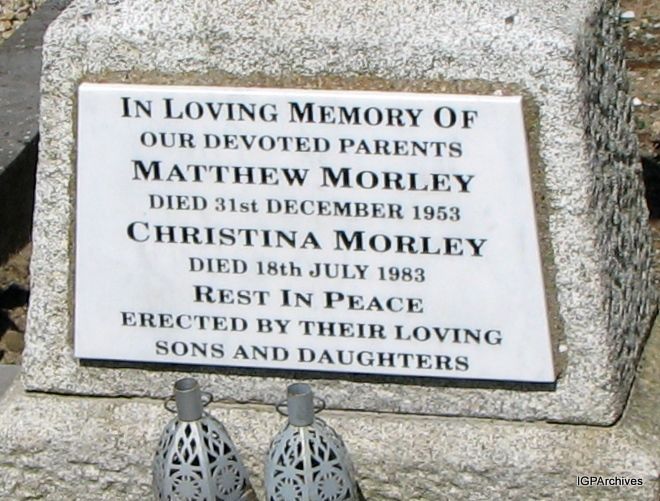 IN LOVING MEMORY OF
OUR DEVOTED PARENTS
MATTHEW MORLEY
DIED 31st DECEMBER 1953
CHRISTINA MORLEY
DIED 18th JULY 1983
REST IN PEACE
ERECTED BY THEIR LOVING
SONS AND DAUGHTERS
IGPArchives